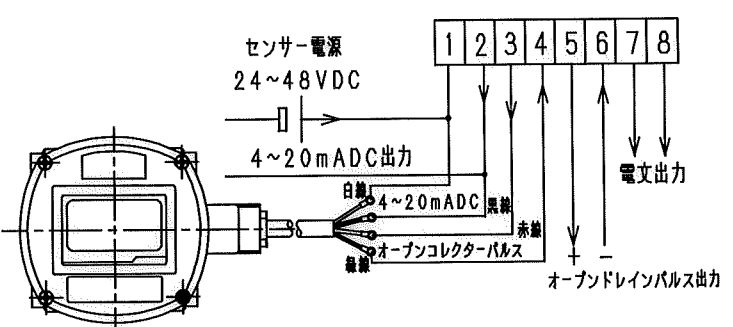 センサー電源
24~48VDC
4~20mADC出力
1 2 3 4 5 6 7 8
電文出力
白線
4~20mADC
黒線
赤線
オープンコレクターパルス
緑線
+ −
オープンドレインパルス出力